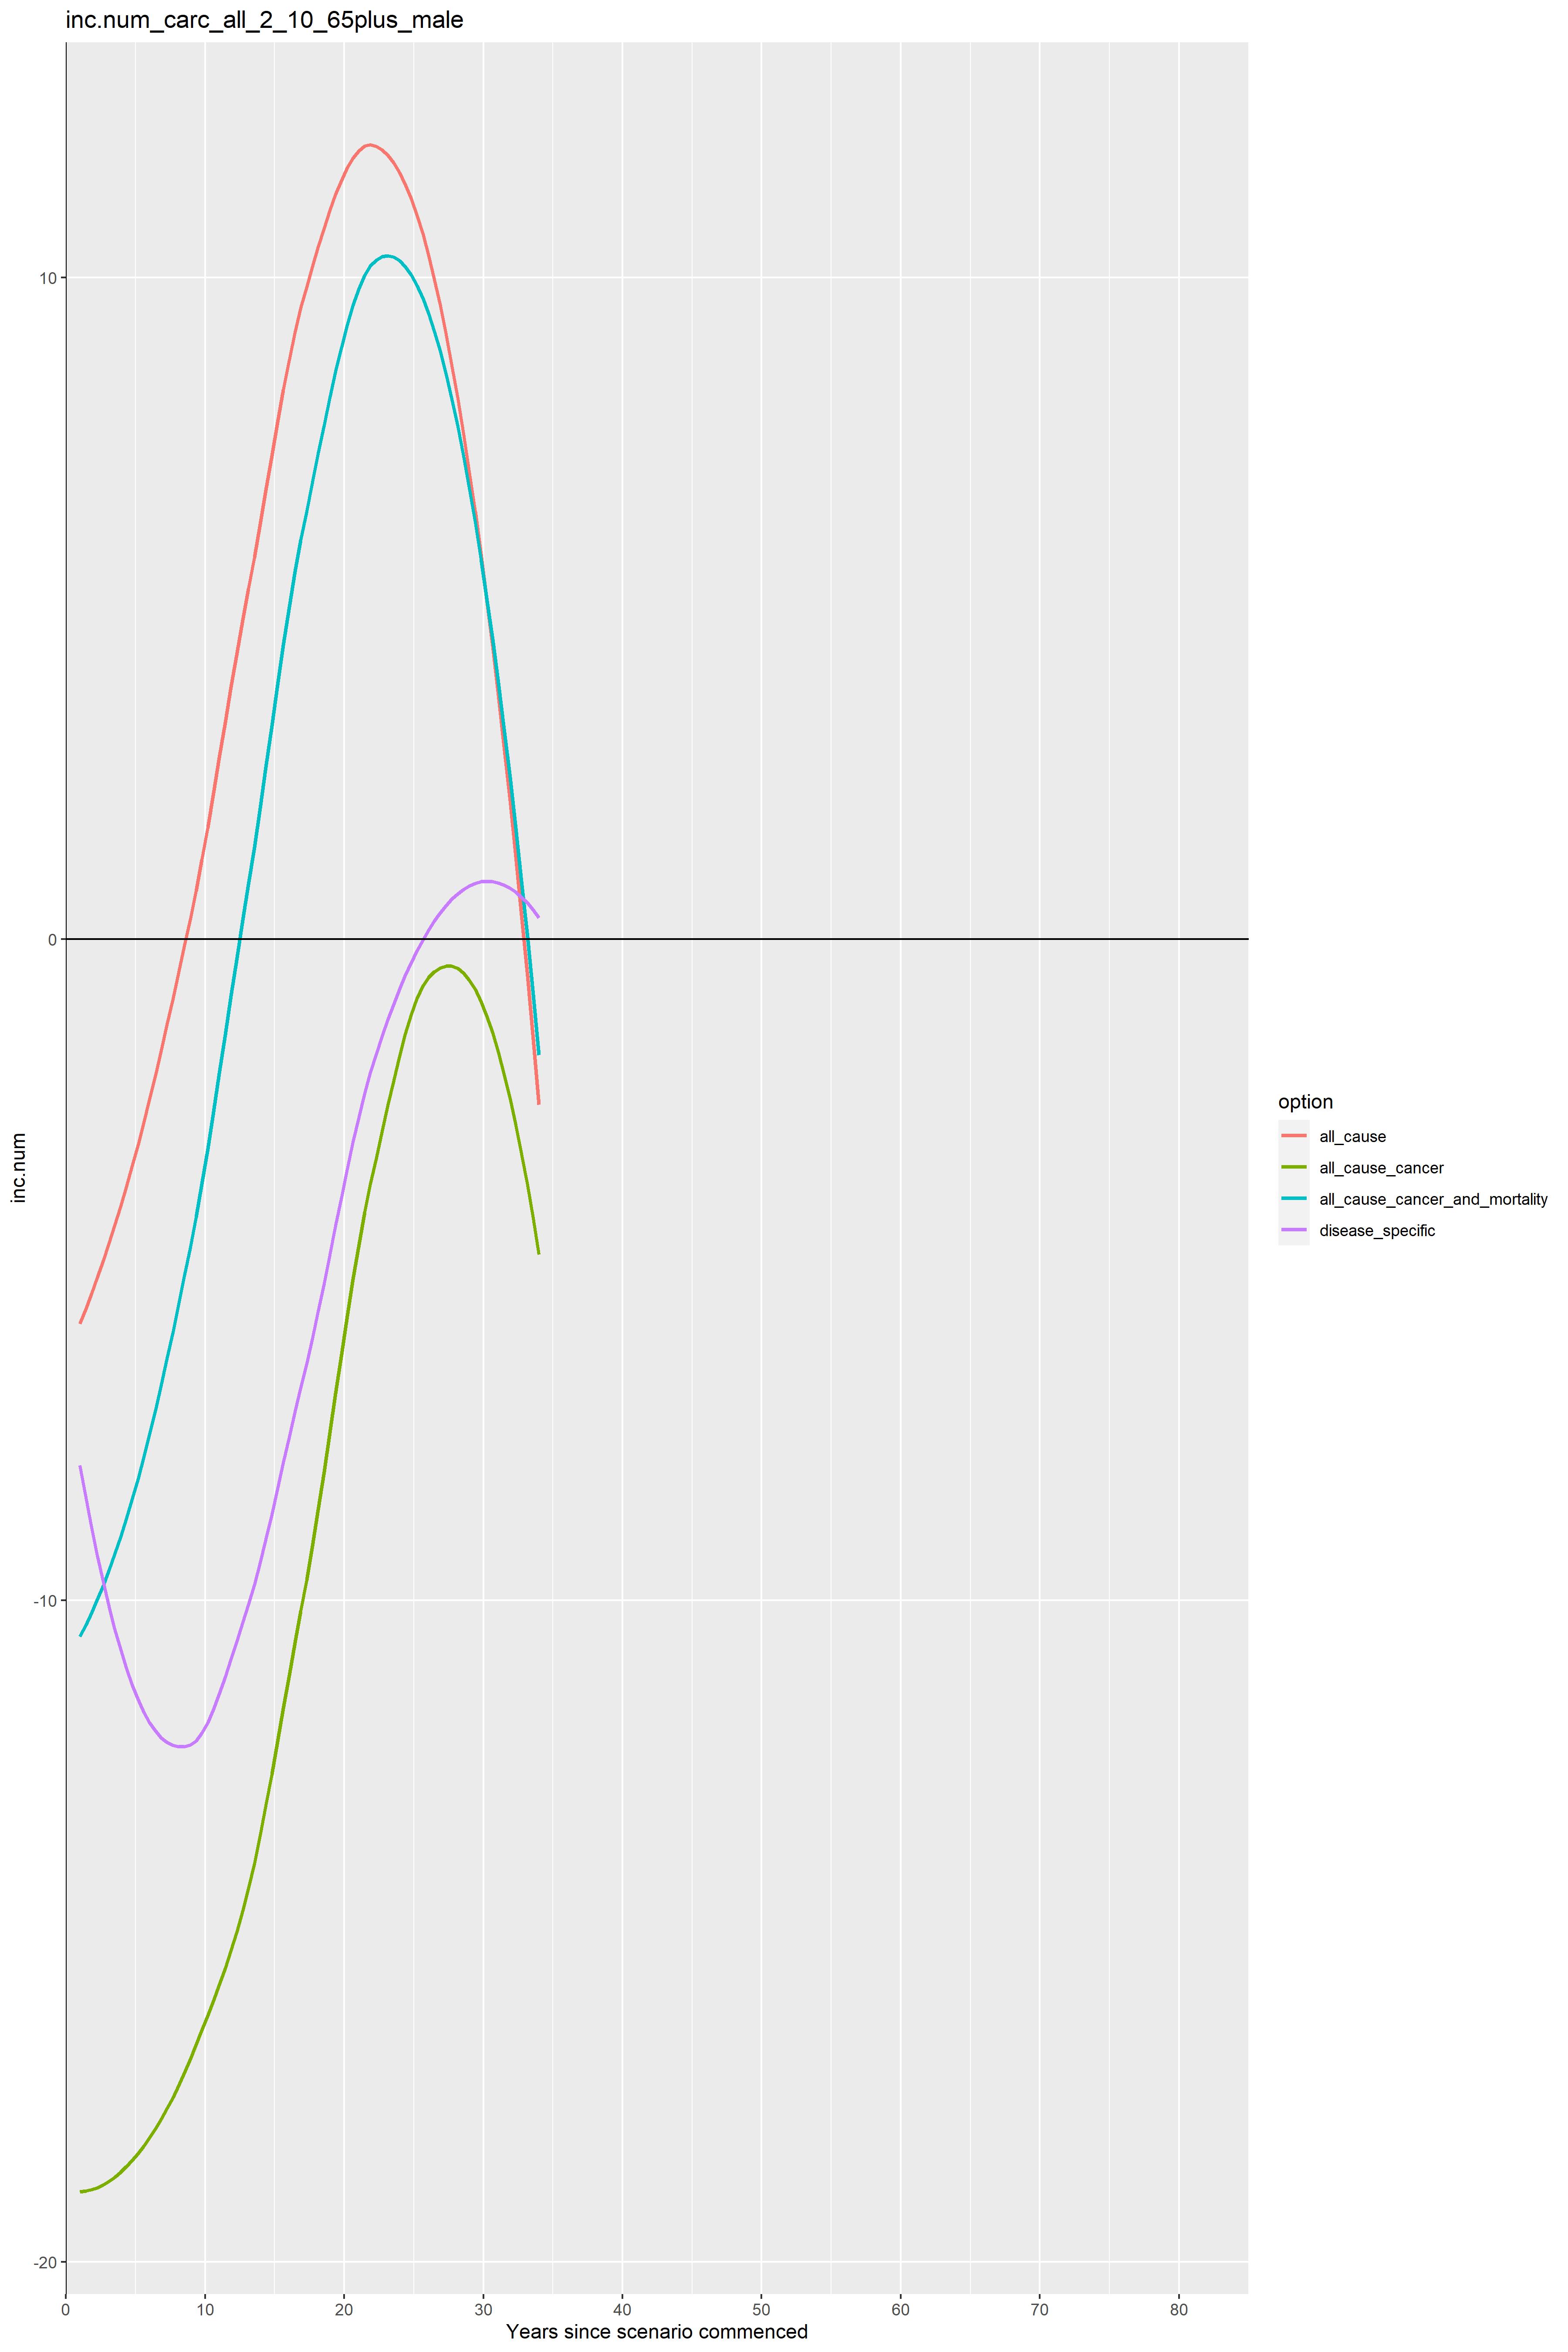 inc.num_carc_all_2_10_65plus_male
10
0
-10
-20
inc.num
0 10 20 30 40 50 60 70 80
Years since scenario commenced
option
all_cause
all_cause_cancer
all_cause_cancer_and_mortality
disease_specific